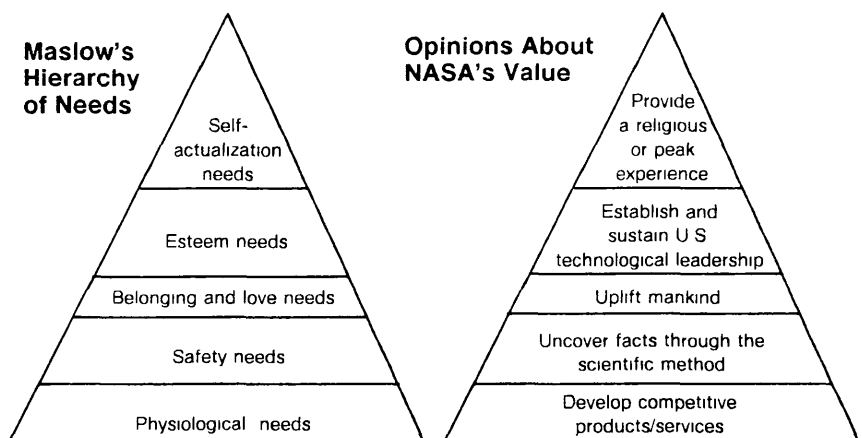 Maslow's
Hierarchy
of Needs
Self-
actualization
needs
Esteem needs
Belonging and love needs
Safety needs
Physiological needs
Opinions About
NASA's Value
Provide
a religious
or peak
experience
Establish and
sustain U S
technological leadership
Uplift mankind
Uncover facts through the
scientific method
Develop competitive
products/services